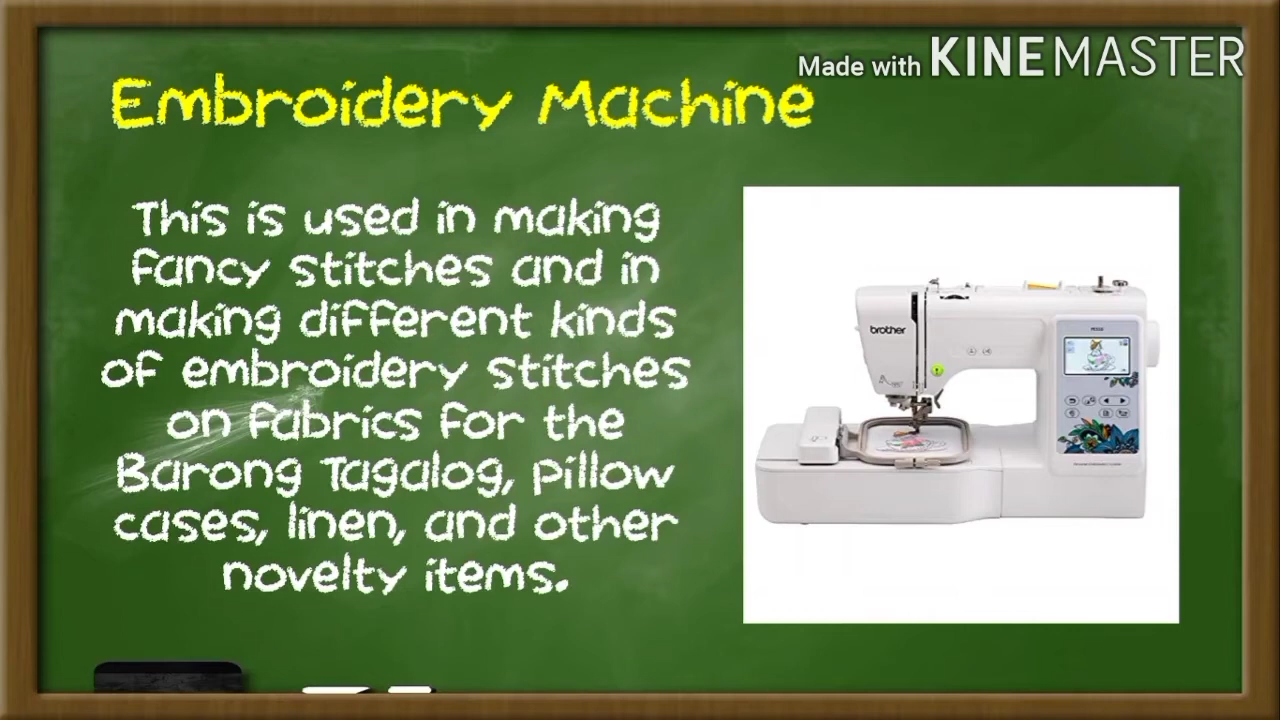 Made with KINEMASTER
Embroidery Machine
This is used in making
fancy stitches and in
making different kinds
of embroidery stitches
on fabrics for the
Barong Tagalog, pillow
cases, linen, and other
novelty items.
brother